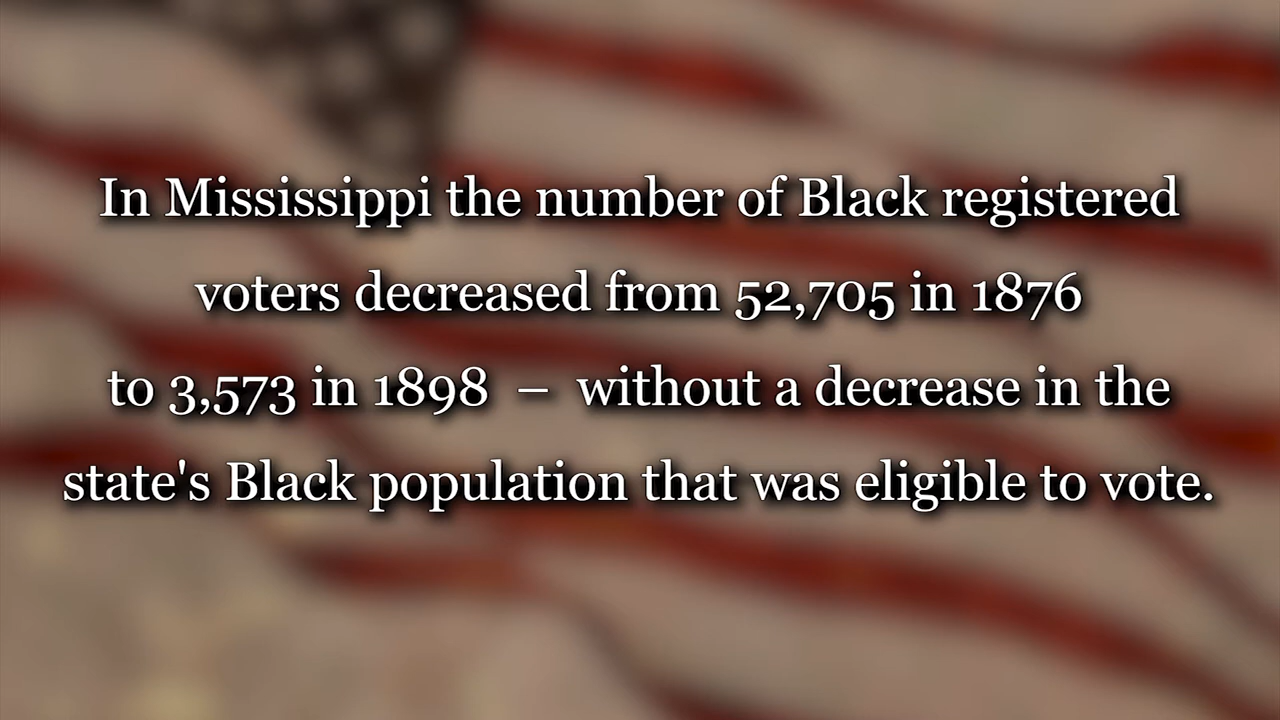 In Mississippi the number of Black registered
voters decreased from 52,705 in 1876
to 3,573 in 1898 – without a decrease in the
state's Black population that was eligible to vote.